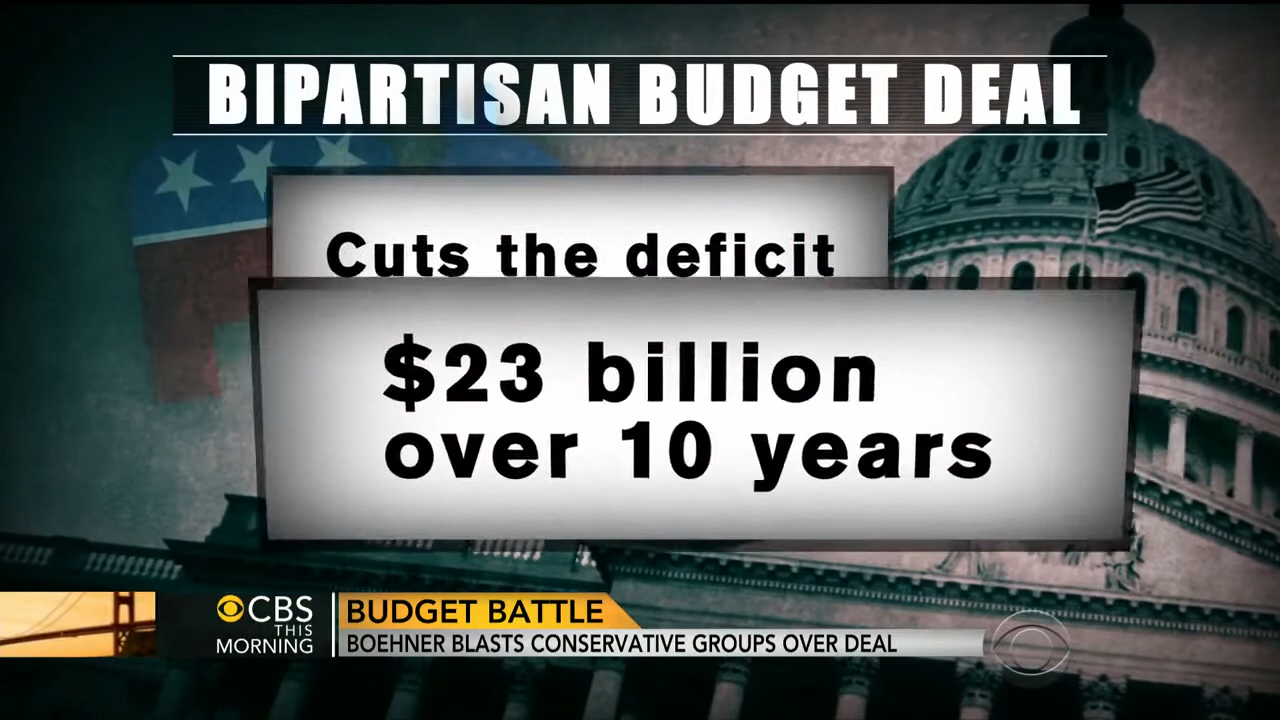 BIPARTISAN BUDGET DEAL
Cuts the deficit
$23 billion
over 10 years
CBS
THIS
MORNING
BUDGET BATTLE
BOEHNER BLASTS CONSERVATIVE GROUPS OVER DEAL